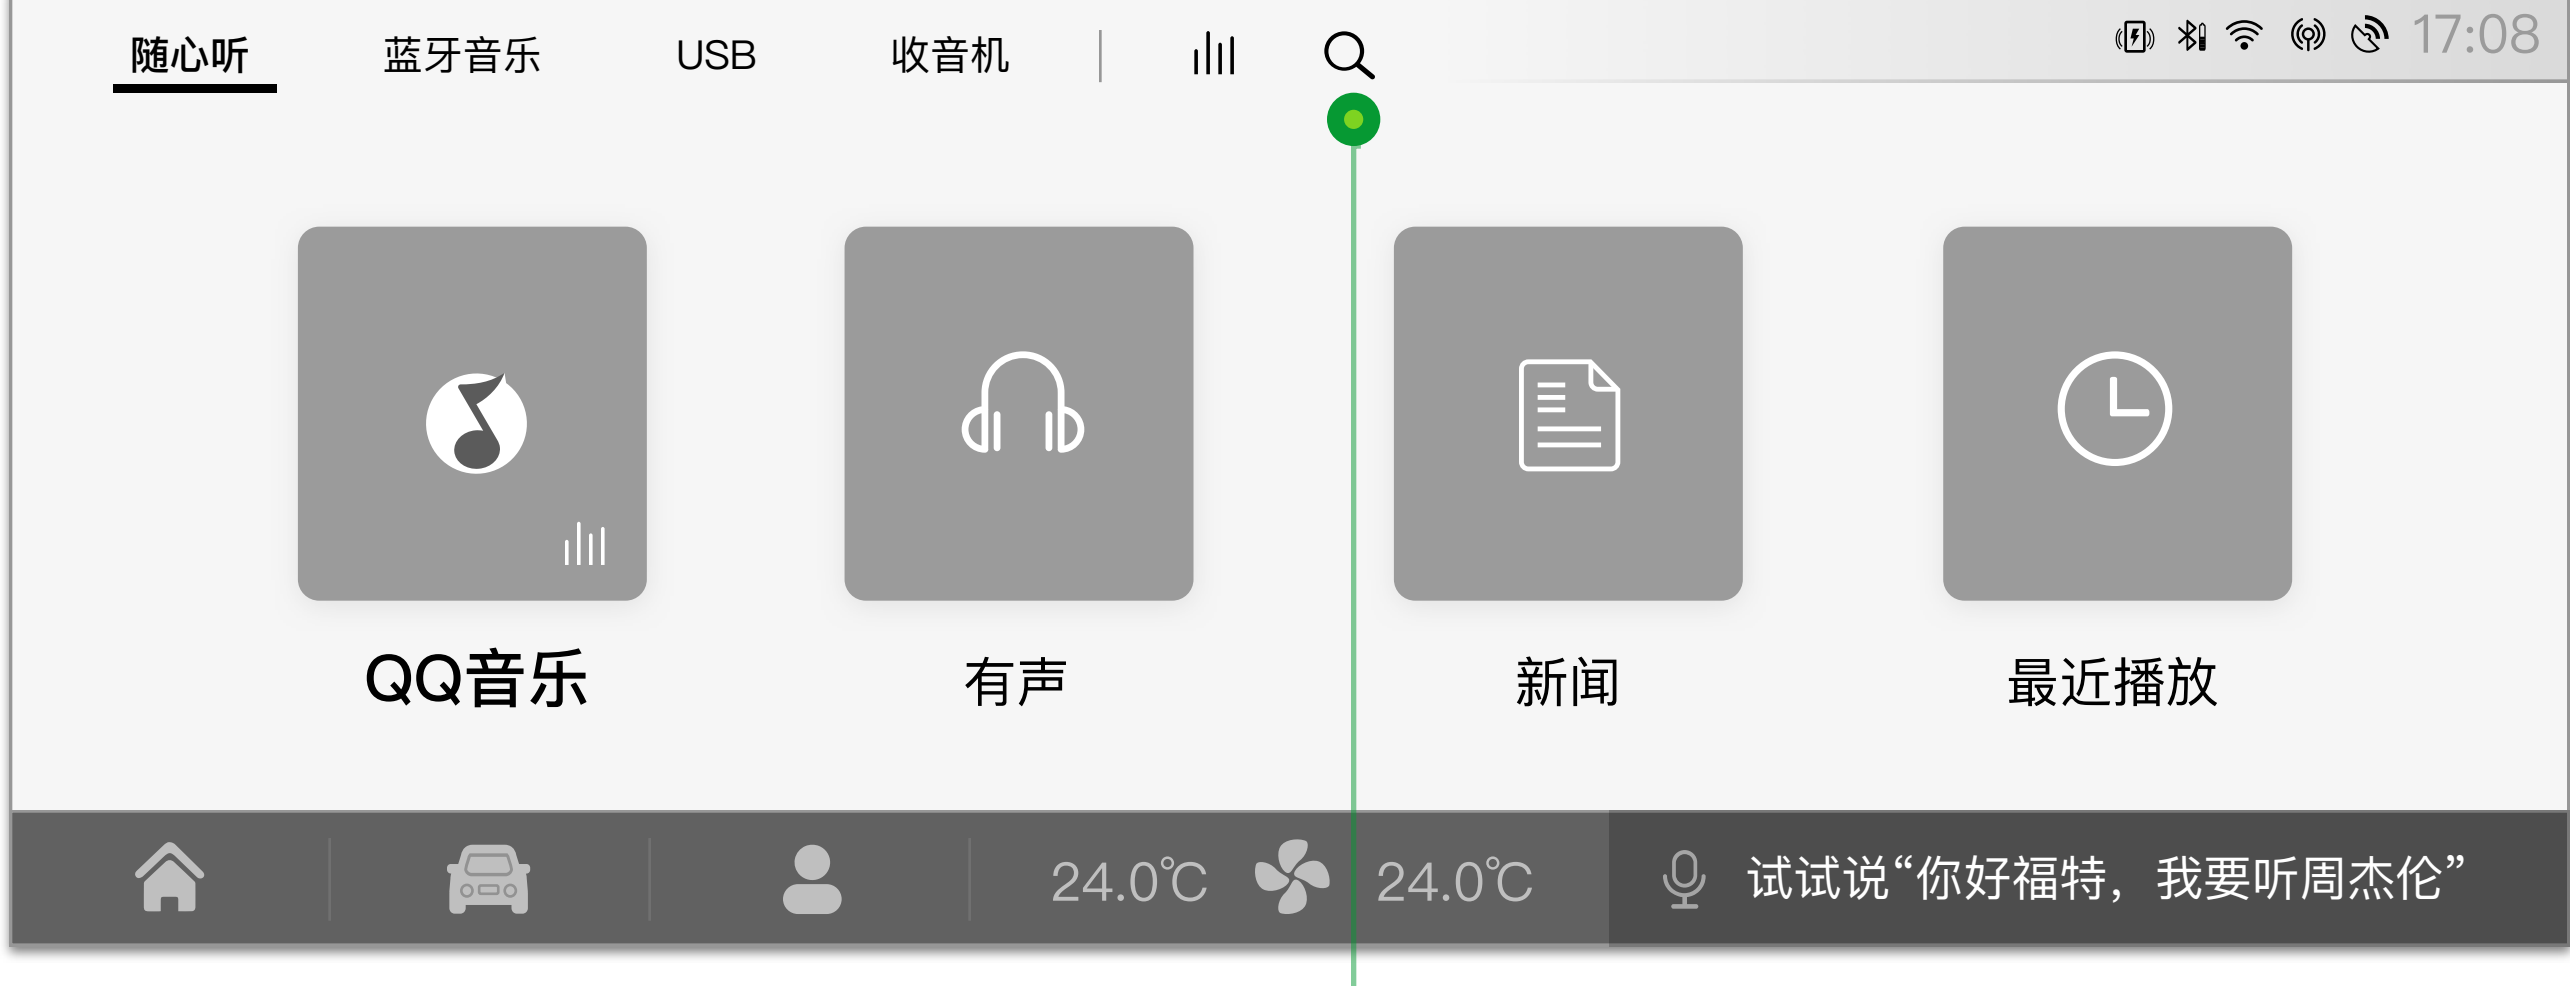 随心听 蓝牙音乐 USB 收音机 17:08
QQ音乐 有声 新闻 最近播放
24.0℃ 24.0℃ 试试说“你好福特，我要听周杰伦”